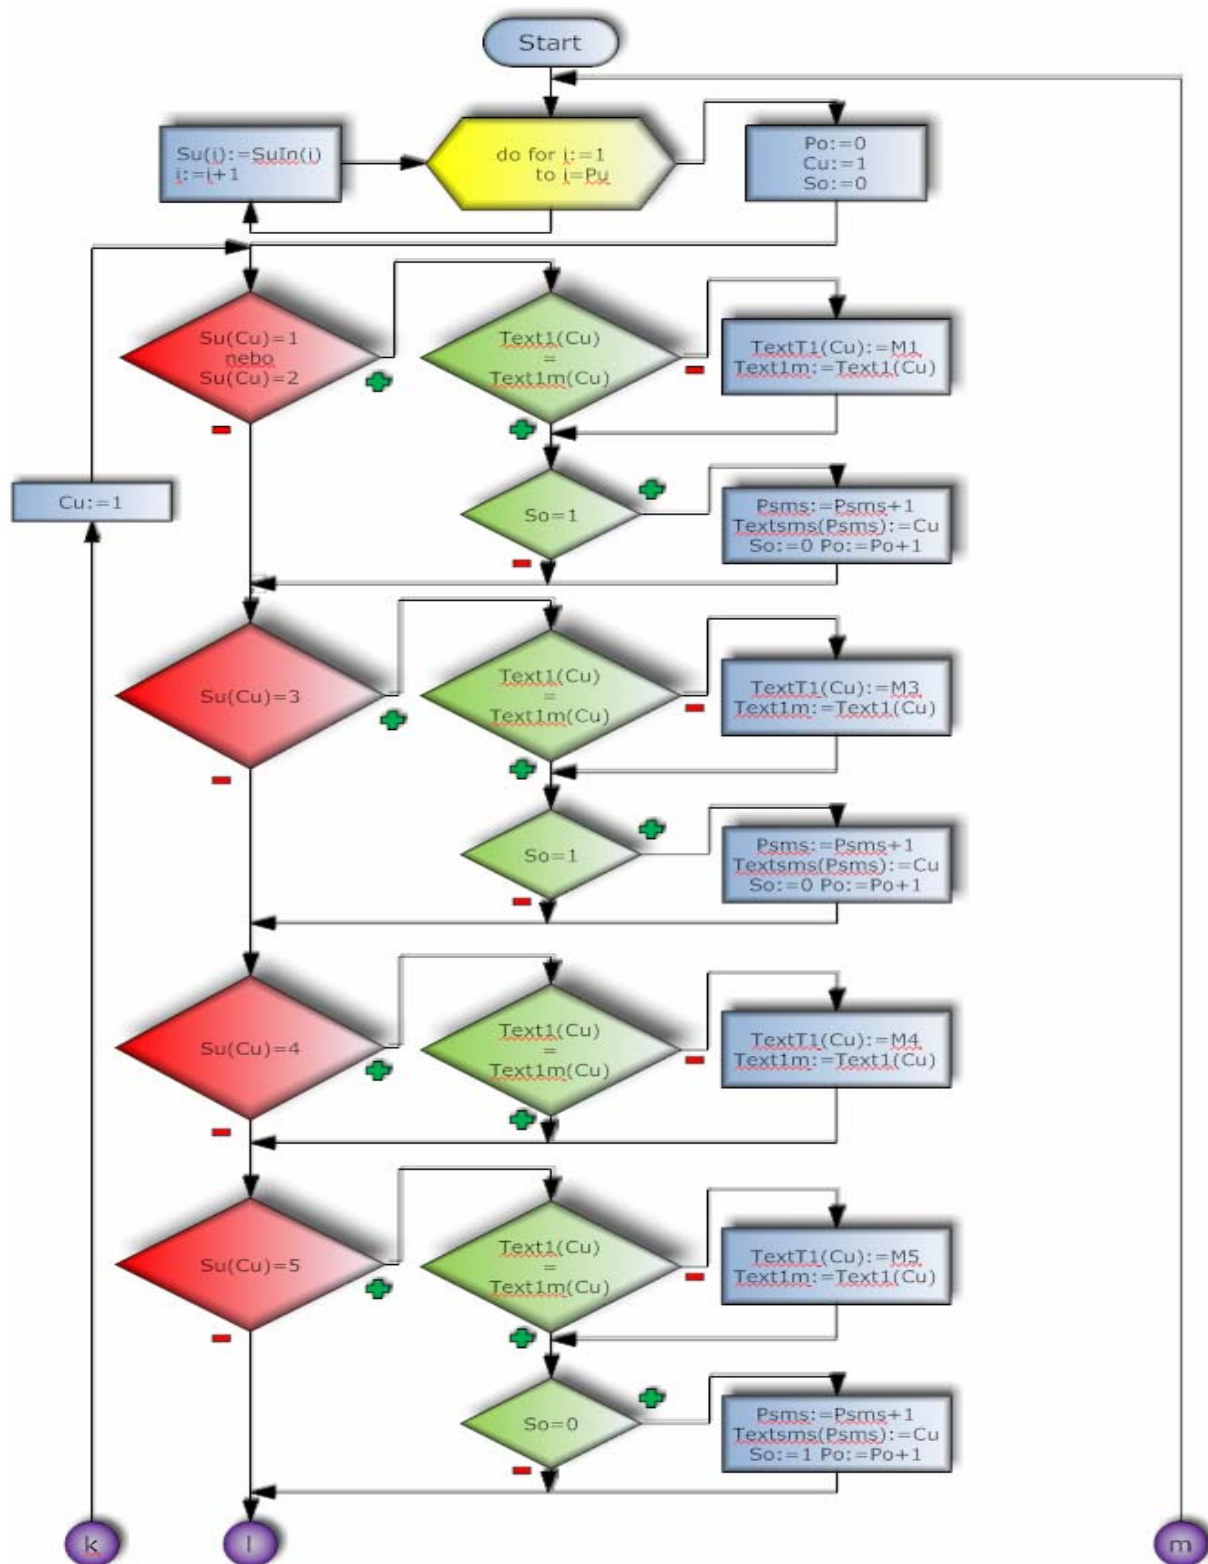 Start
Su(i):=SuIn(i)
i:=i+1
do for i:=1
to i=Pu
Po:=0
Cu:=1
So:=0
Su(Cu)=1
nebo
Su(Cu)=2
Text1(Cu)
=
Text1m(Cu)
TextT1(Cu):=M1
Text1m:=Text1(Cu)
Cu:=1
So=1
Psms:=Psms+1
Textsms(Psms):=Cu
So:=0 Po:=Po+1
Su(Cu)=3
Text1(Cu)
=
Text1m(Cu)
TextT1(Cu):=M3
Text1m:=Text1(Cu)
So=1
Psms:=Psms+1
Textsms(Psms):=Cu
So:=0 Po:=Po+1
Su(Cu)=4
Text1(Cu)
=
Text1m(Cu)
TextT1(Cu):=M4
Text1m:=Text1(Cu)
Su(Cu)=5
Text1(Cu)
=
Text1m(Cu)
TextT1(Cu):=M5
Text1m:=Text1(Cu)
So=0
Psms:=Psms+1
Textsms(Psms):=Cu
So:=1 Po:=Po+1
k
l
m